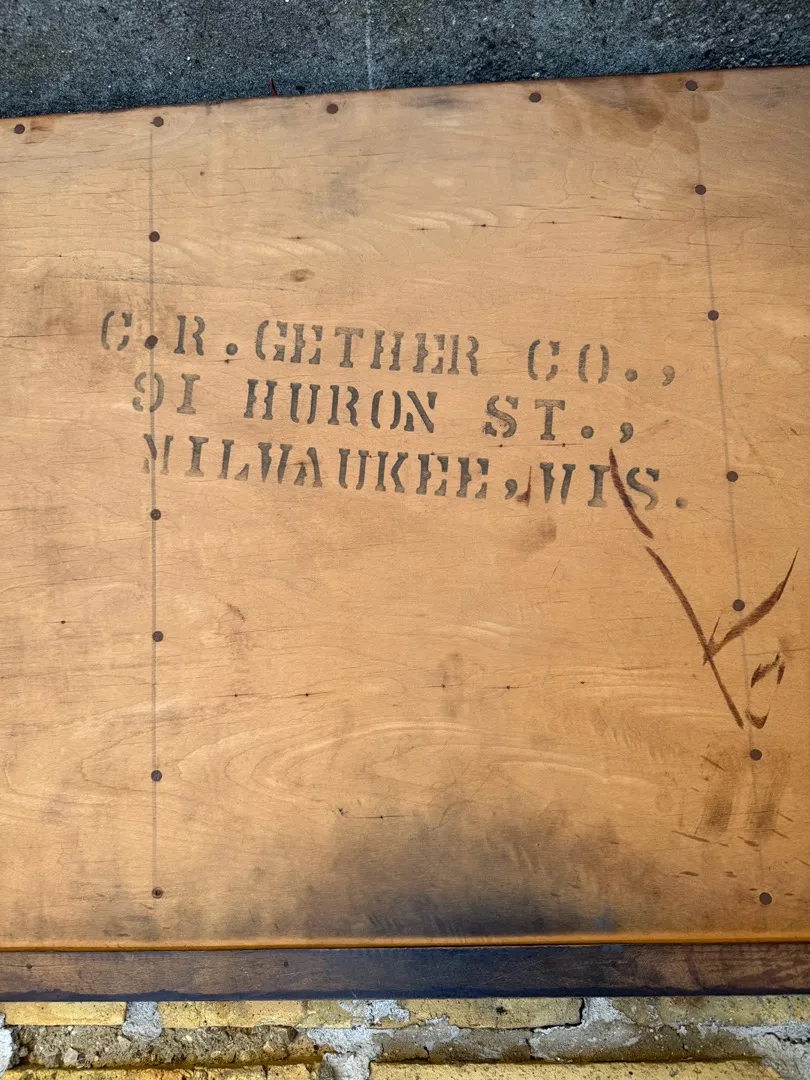 C.R.GETHER CO.,
91 HURON ST.,
MILWAUKEE, WIS.